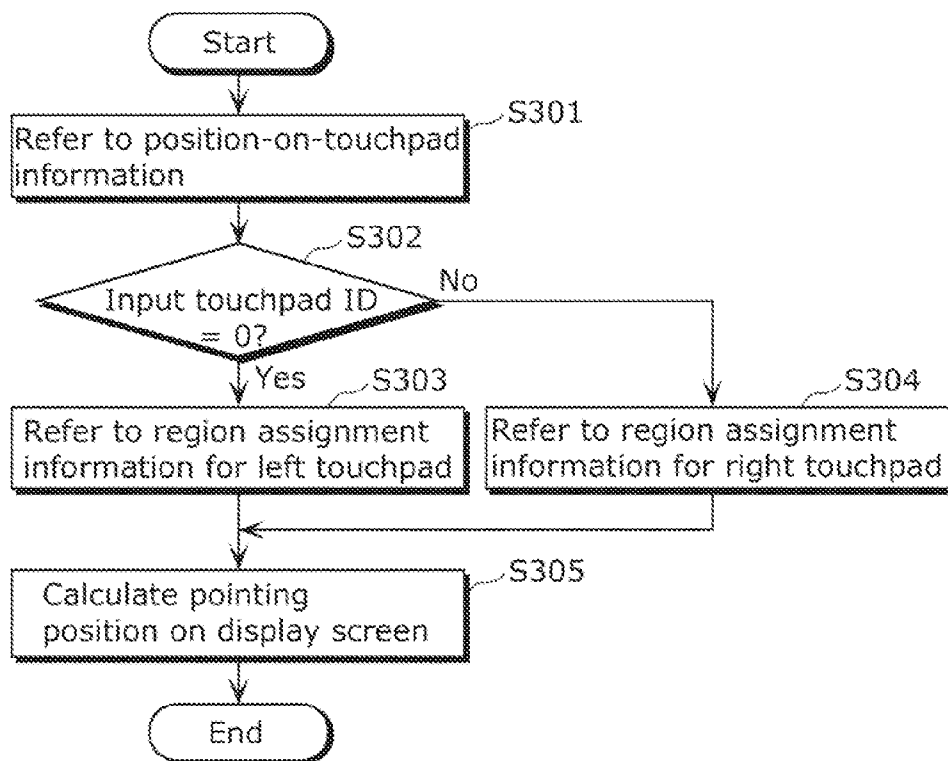 Start
S301
Refer to position-on-touchpad
information
S302
Input touchpad ID
= 0?
No
Yes
S303
Refer to region assignment
information for left touchpad
S304
Refer to region assignment
information for right touchpad
S305
Calculate pointing
position on display screen
End